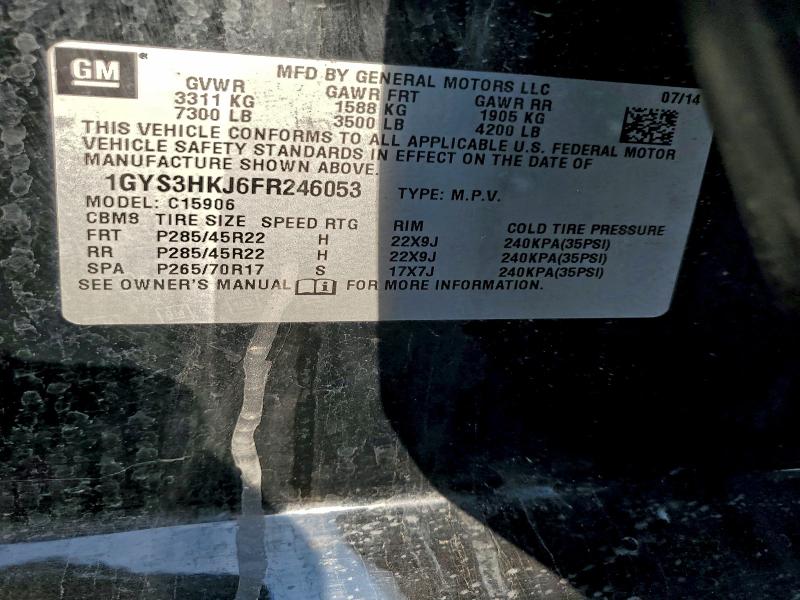 GM
MFD BY GENERAL MOTORS LLC 07/14
GVWR GAWR FRT GAWR RR
3311 KG 1588 KG 1905 KG
7300 LB 3500 LB 4200 LB
THIS VEHICLE CONFORMS TO ALL APPLICABLE U.S. FEDERAL MOTOR
VEHICLE SAFETY STANDARDS IN EFFECT ON THE DATE OF
MANUFACTURE SHOWN ABOVE.
1GYS3HKJ6FR246053 TYPE: M.P.V.
MODEL: C15906
CBM8 TIRE SIZE SPEED RTG RIM COLD TIRE PRESSURE
FRT P285/45R22 H 22X9J 240KPA(35PSI)
RR P285/45R22 H 22X9J 240KPA(35PSI)
SPA P265/70R17 S 17X7J 240KPA(35PSI)
SEE OWNER'S MANUAL FOR MORE INFORMATION.